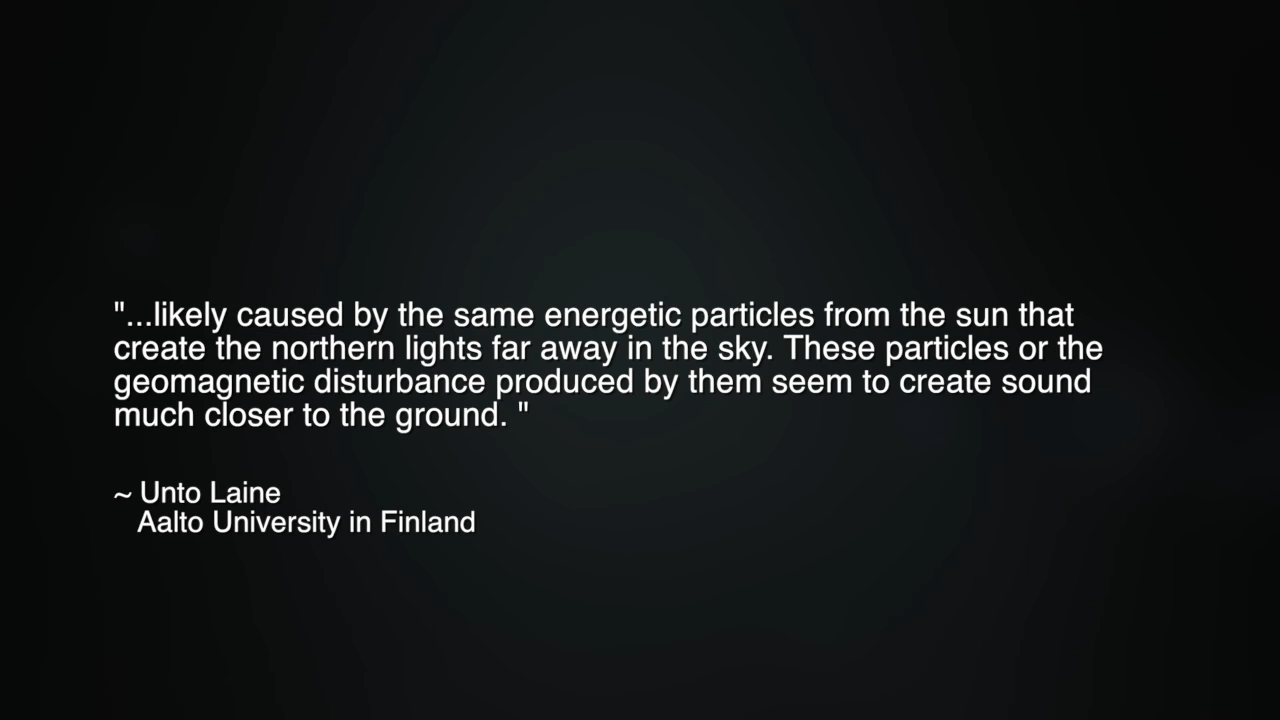 "...likely caused by the same energetic particles from the sun that
create the northern lights far away in the sky. These particles or the
geomagnetic disturbance produced by them seem to create sound
much closer to the ground. "
~ Unto Laine
Aalto University in Finland